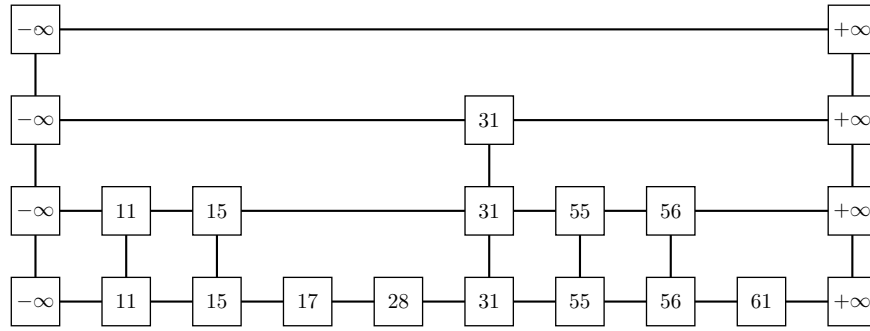 −∞ +∞
−∞ 31 +∞
−∞ 11 15 31 55 56 +∞
−∞ 11 15 17 28 31 55 56 61 +∞